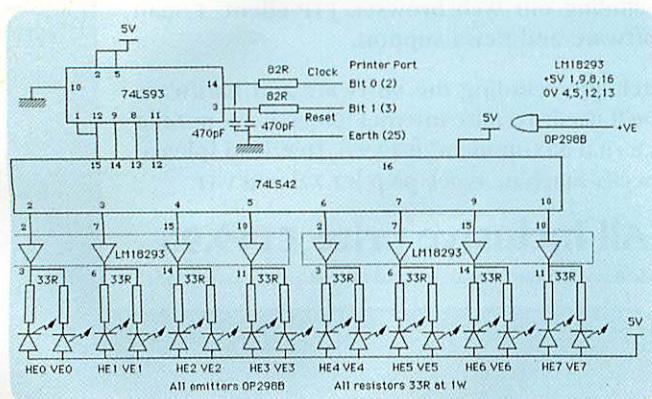 5V
2 5
10
74LS93
14
1 12 9 8 11
82R Clock Printer Port
Bit 0 (2)
82R
Bit 1 (3)
Reset
470pF 470pF
Earth (25)
LM18293
+5V 1,9,8,16
0V 4,5,12,13
+VE
OP298B
5V
15 14 13 12
16
74LS42
2 3 4 5 6 7 9 10
2 7 15 10 2 7 15 10
LM18293 LM18293
3 33R 6 33R 14 33R 11 33R 3 33R 6 33R 14 33R 11 33R
5V
HE0 VE0 HE1 VE1 HE2 VE2 HE3 VE3 HE4 VE4 HE5 VE5 HE6 VE6 HE7 VE7
All emitters OP298B All resistors 33R at 1W